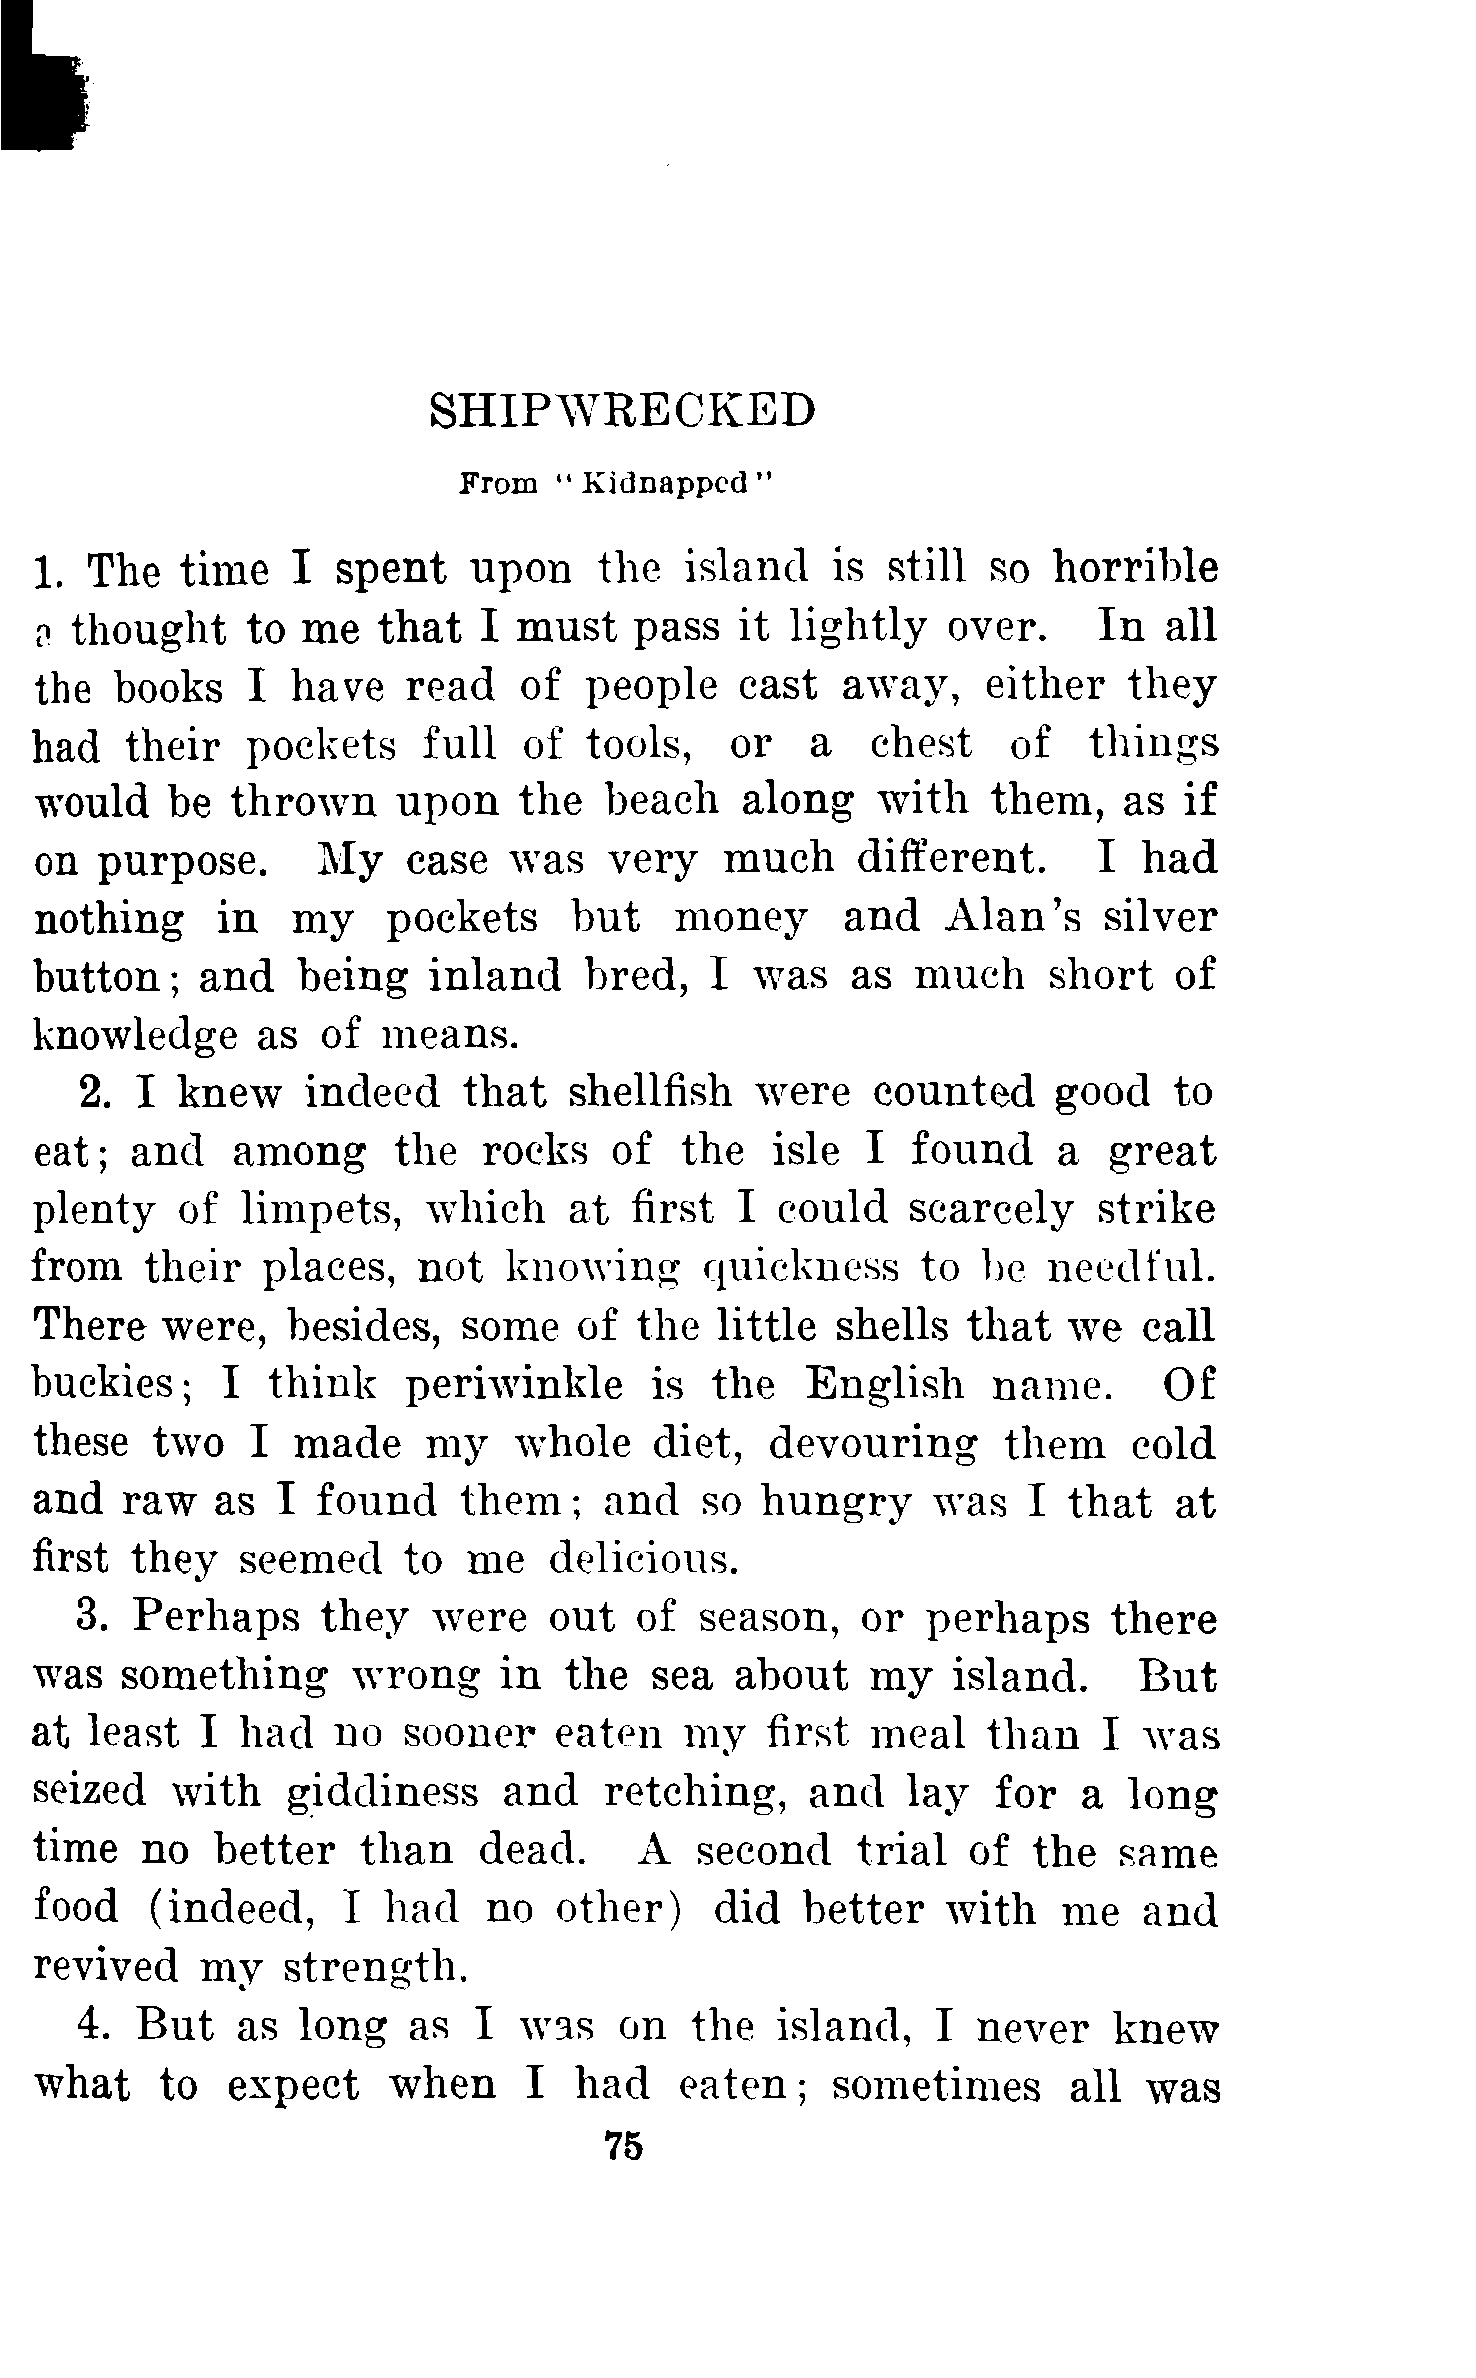 SHIPWRECKED
From "Kidnapped"
1. The time I spent upon the island is still so horrible
a thought to me that I must pass it lightly over. In all
the books I have read of people cast away, either they
had their pockets full of tools, or a chest of things
would be thrown upon the beach along with them, as if
on purpose. My case was very much different. I had
nothing in my pockets but money and Alan's silver
button; and being inland bred, I was as much short of
knowledge as of means.
2. I knew indeed that shellfish were counted good to
eat; and among the rocks of the isle I found a great
plenty of limpets, which at first I could scarcely strike
from their places, not knowing quickness to be needful.
There were, besides, some of the little shells that we call
buckies; I think periwinkle is the English name. Of
these two I made my whole diet, devouring them cold
and raw as I found them; and so hungry was I that at
first they seemed to me delicious.
3. Perhaps they were out of season, or perhaps there
was something wrong in the sea about my island. But
at least I had no sooner eaten my first meal than I was
seized with giddiness and retching, and lay for a long
time no better than dead. A second trial of the same
food (indeed, I had no other) did better with me and
revived my strength.
4. But as long as I was on the island, I never knew
what to expect when I had eaten; sometimes all was
75